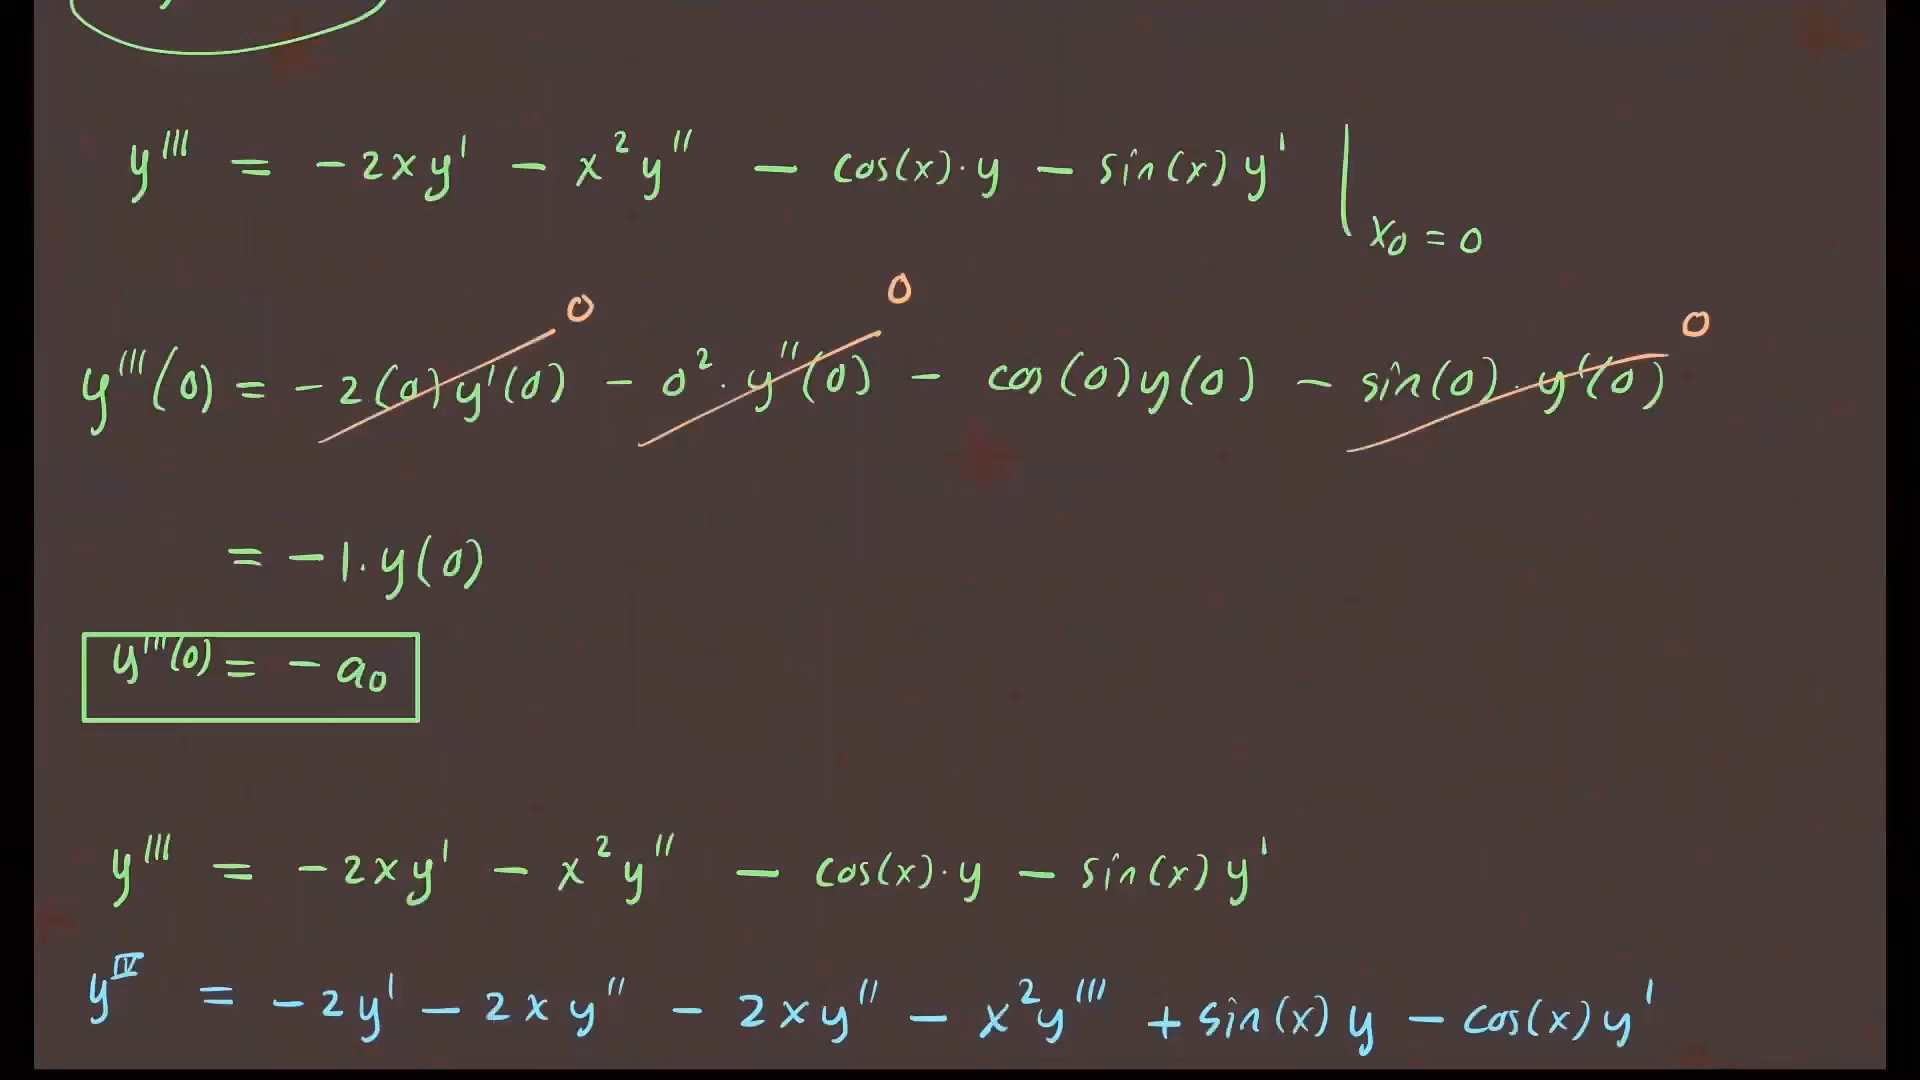 y''' = -2xy' - x²y'' - cos(x)·y - sin(x)y' |x₀ = 0
0 0 0
y'''(0) = -2(0)y'(0) - 0²·y''(0) - cos(0)y(0) - sin(0)·y'(0)
= -1·y(0)
y'''(0) = -a₀
y''' = -2xy' - x²y'' - cos(x)·y - sin(x)y'
y^IV = -2y' - 2xy'' - 2xy'' - x²y''' + sin(x)y - cos(x)y'